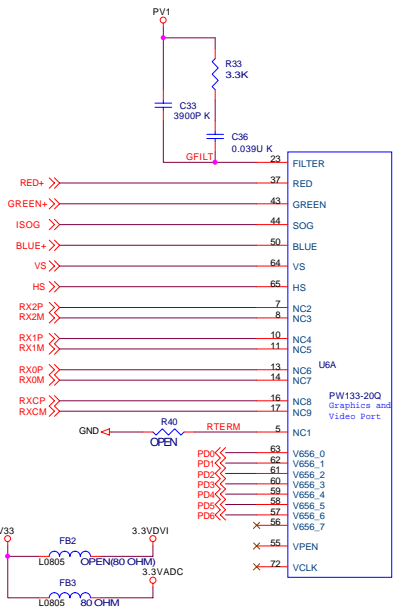 PV1
R33
3.3K
C33
3900P K
C36
0.039U K
GFILT 23 FILTER
RED+ 37 RED
GREEN+ 43 GREEN
ISOG 44 SOG
BLUE+ 50 BLUE
VS 64 VS
HS 65 HS
RX2P 7 NC2
RX2M 8 NC3
RX1P 10 NC4
RX1M 11 NC5
U6A
RX0P 13 NC6
RX0M 14 NC7
PW133-20Q
Graphics and
Video Port
RXCP 16 NC8
RXCM 17 NC9
R40
GND RTERM 5 NC1
OPEN
PD0 63 V656_0
PD1 62 V656_1
PD2 61 V656_2
PD3 60 V656_3
PD4 59 V656_4
PD5 58 V656_5
PD6 57 V656_6
56 V656_7
55 VPEN
72 VCLK
V33
FB2
3.3VDVI
L0805 OPEN(80 OHM)
3.3VADC
FB3
L0805 80 OHM